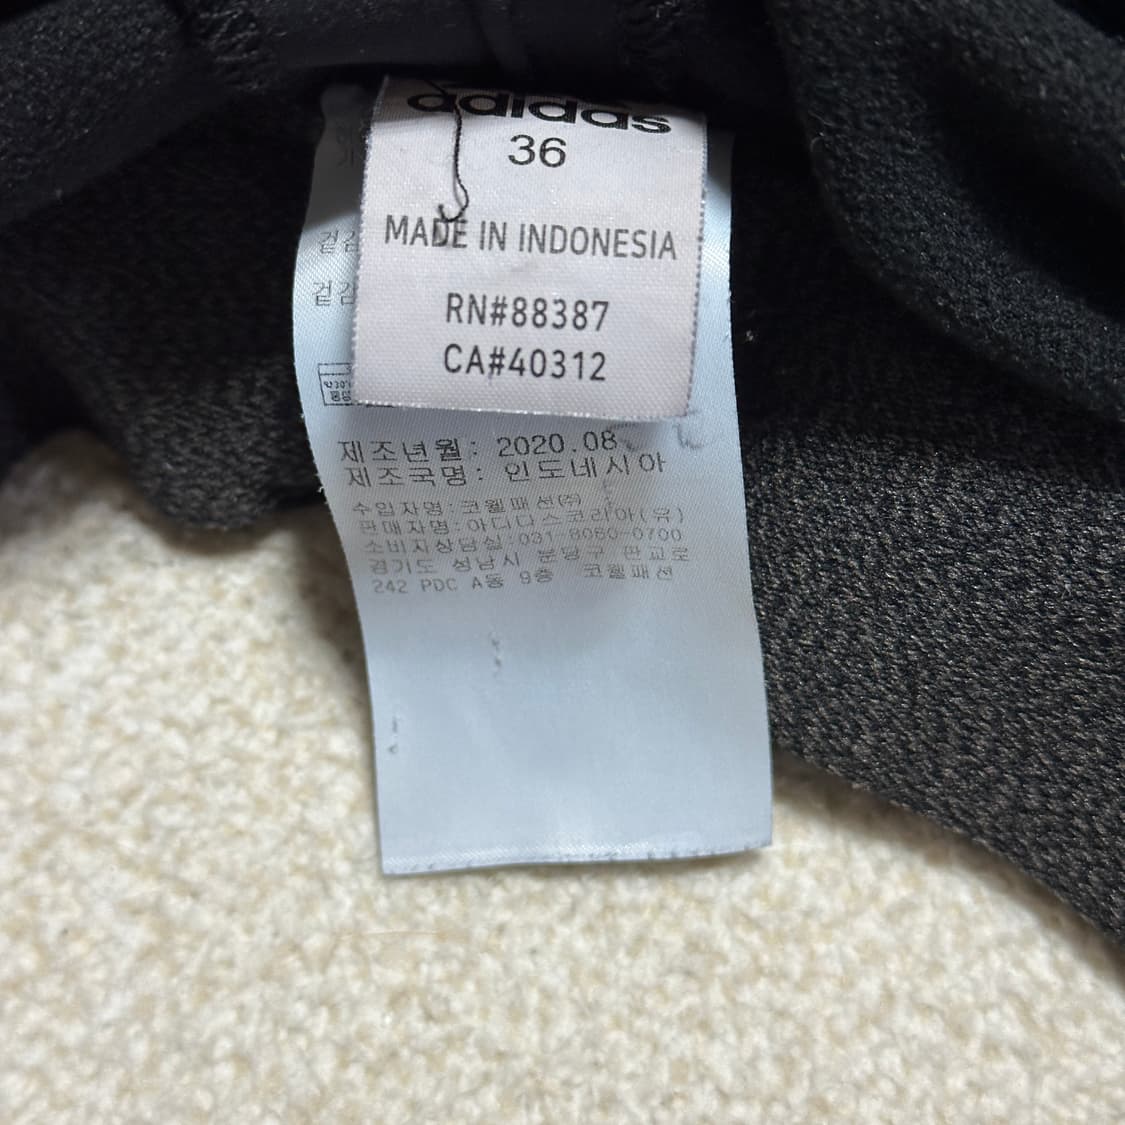 adidas
36
MADE IN INDONESIA
RN#88387
CA#40312
겉감
겉감
제조년월: 2020.08
제조국명: 인도네시아
수입자명:코웰패션(주)
판매자명:아디다스코리아(유)
소비자상담실:031-8060-0700
경기도 성남시 분당구 판교로
242 PDC A동 9층 코웰패션